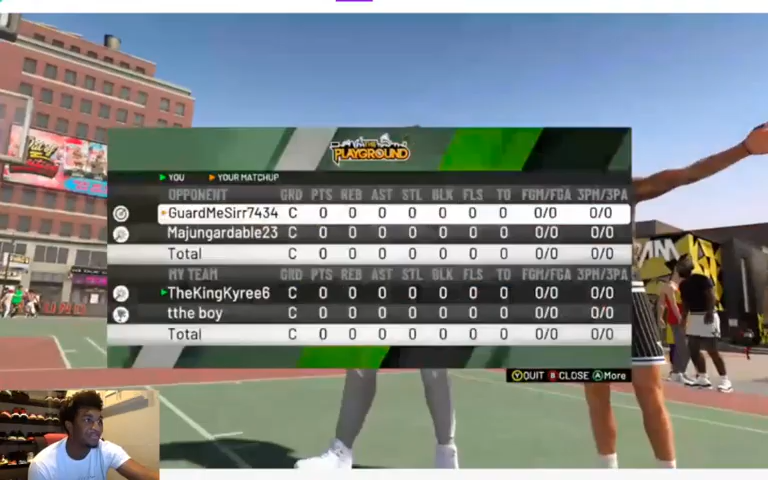 THE
PLAYGROUND
YOU YOUR MATCHUP
OPPONENT GRD PTS REB AST STL BLK FLS TO FGM/FGA 3PM/3PA
GuardMeSirr7434 C 0 0 0 0 0 0 0 0/0 0/0
Majungardable23 C 0 0 0 0 0 0 0 0/0 0/0
Total C 0 0 0 0 0 0 0 0/0 0/0
MY TEAM GRD PTS REB AST STL BLK FLS TO FGM/FGA 3PM/3PA
TheKingKyree6 C 0 0 0 0 0 0 0 0/0 0/0
tthe boy C 0 0 0 0 0 0 0 0/0 0/0
Total C 0 0 0 0 0 0 0 0/0 0/0
Y QUIT B CLOSE A More